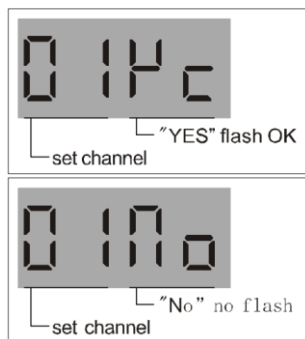 01Yc
"YES" flash OK
set channel
01No
"No" no flash
set channel